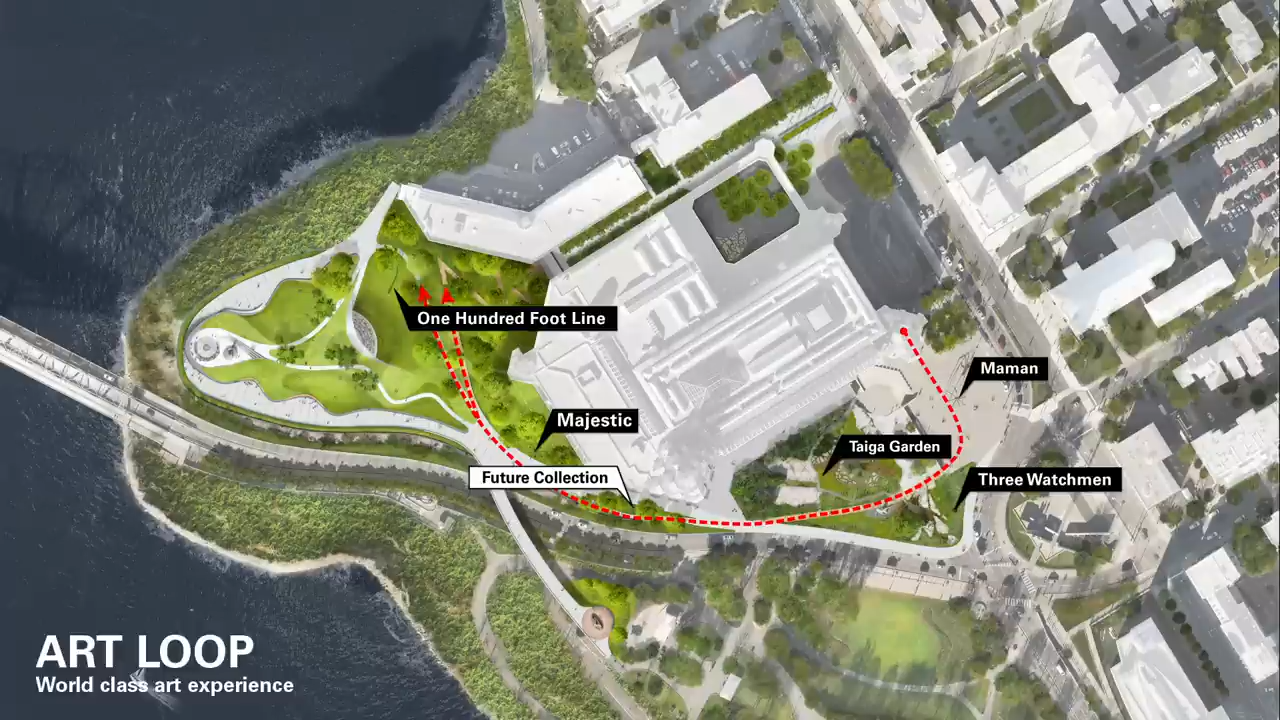 One Hundred Foot Line
Maman
Majestic
Taiga Garden
Future Collection
Three Watchmen
ART LOOP
World class art experience